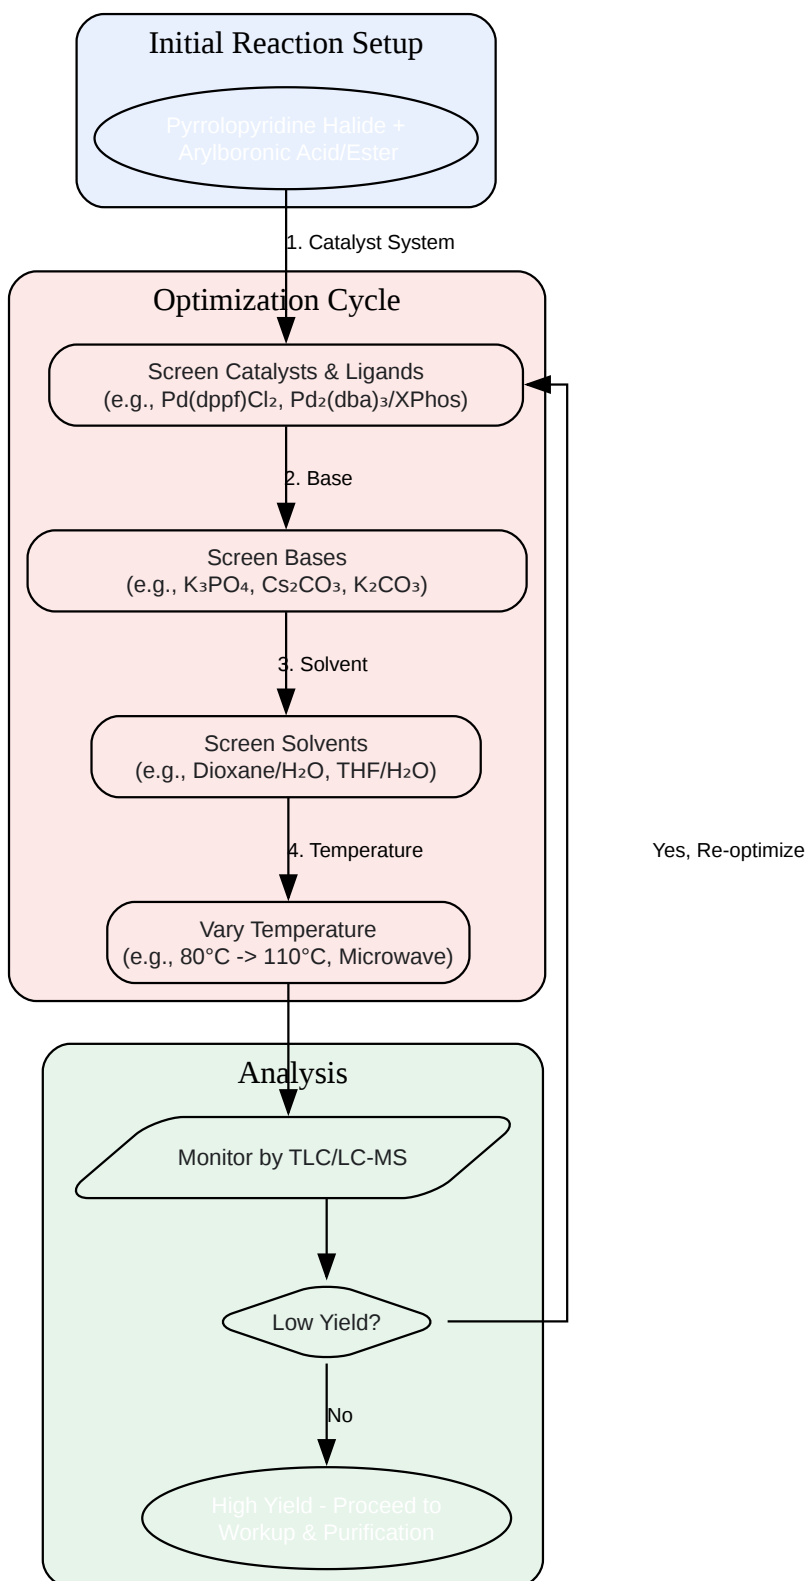 Initial Reaction Setup
Pyrrolopyridine Halide +
Arylboronic Acid/Ester
1. Catalyst System
Optimization Cycle
Screen Catalysts & Ligands
(e.g., Pd(dppf)Cl₂, Pd₂(dba)₃/XPhos)
2. Base
Screen Bases
(e.g., K₃PO₄, Cs₂CO₃, K₂CO₃)
3. Solvent
Screen Solvents
(e.g., Dioxane/H₂O, THF/H₂O)
4. Temperature
Yes, Re-optimize
Vary Temperature
(e.g., 80°C -> 110°C, Microwave)
Analysis
Monitor by TLC/LC-MS
Low Yield?
No
High Yield - Proceed to
Workup & Purification